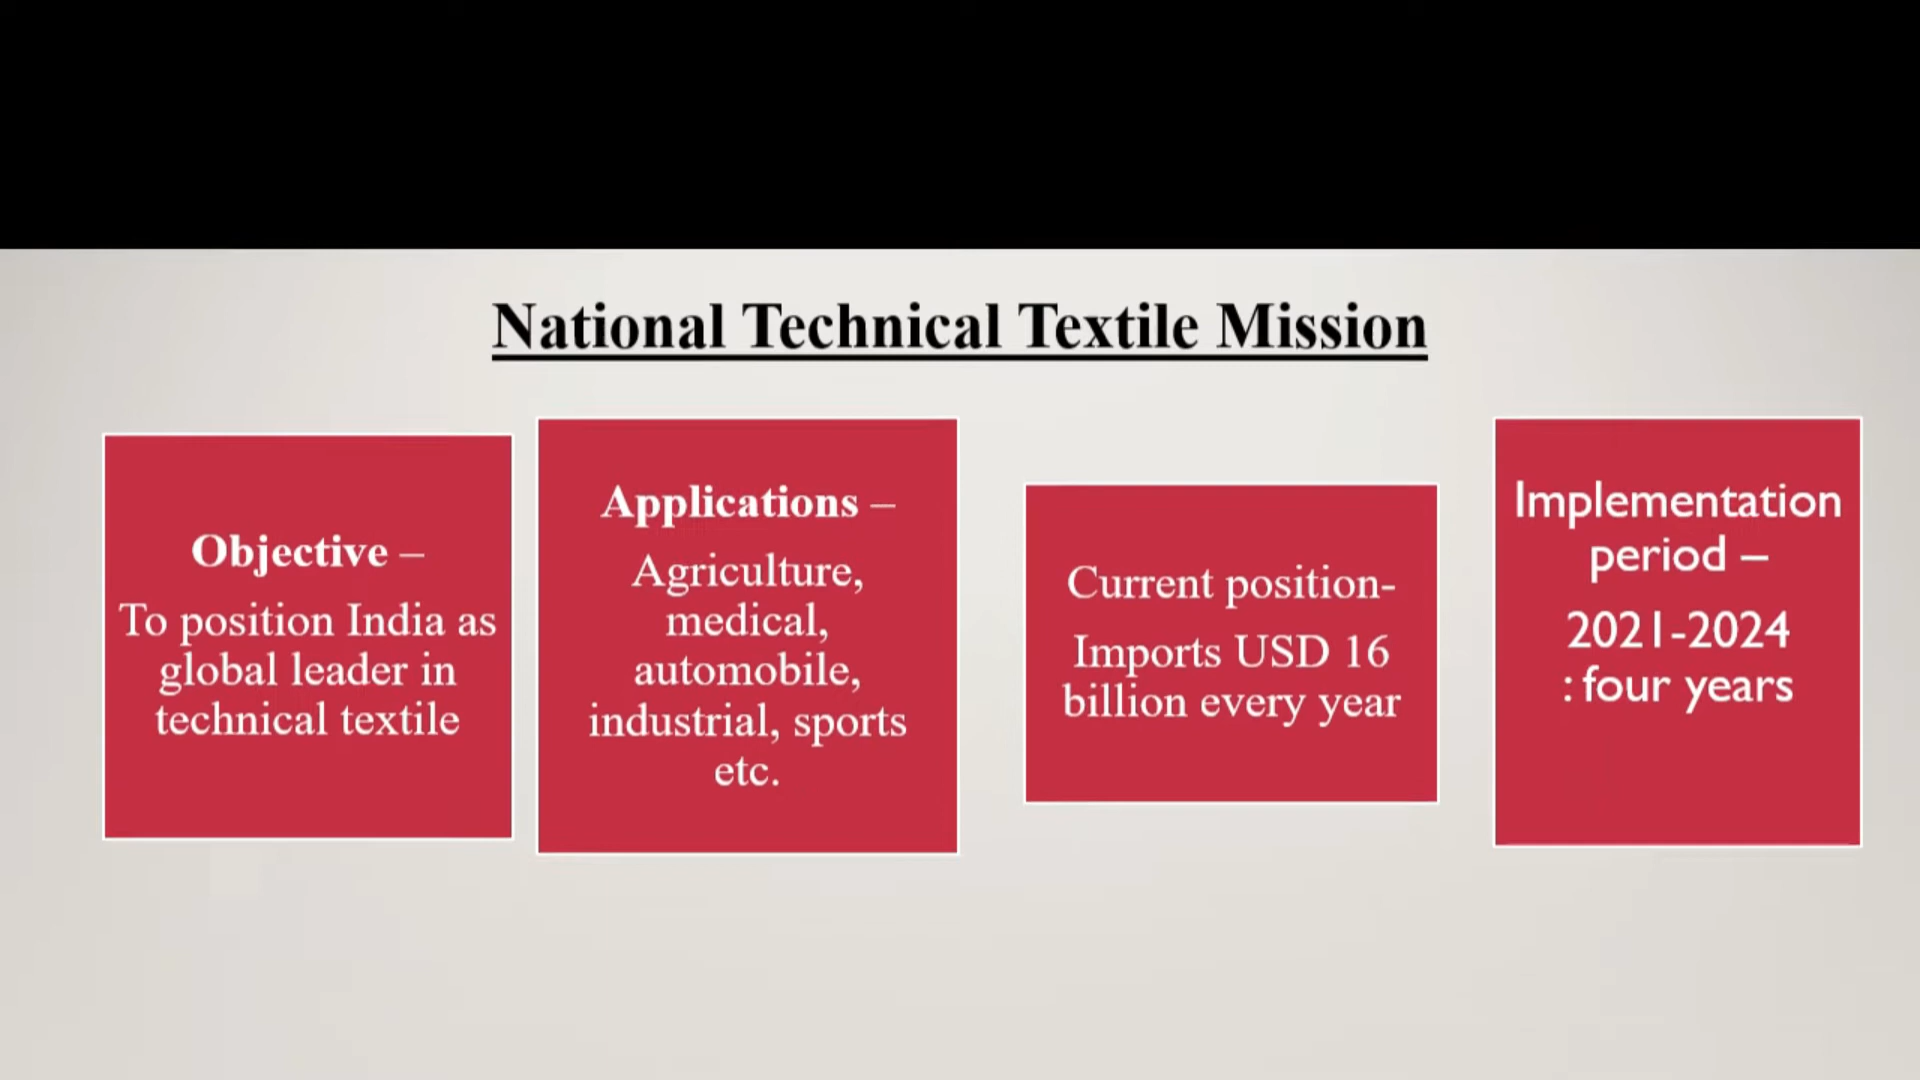 National Technical Textile Mission
Objective –
To position India as
global leader in
technical textile
Applications –
Agriculture,
medical,
automobile,
industrial, sports
etc.
Current position-
Imports USD 16
billion every year
Implementation
period –
2021-2024
: four years